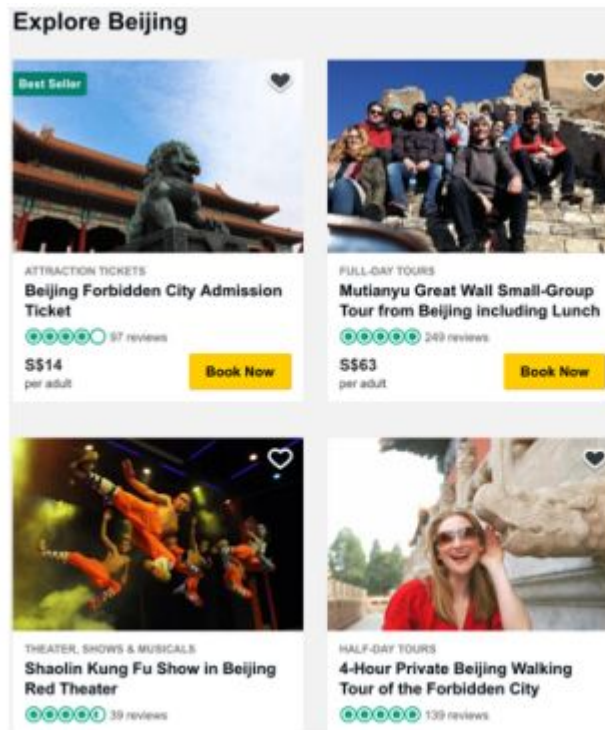 Explore Beijing
Best Seller
ATTRACTION TICKETS
Beijing Forbidden City Admission
Ticket
97 reviews
S$14
per adult
Book Now
FULL-DAY TOURS
Mutianyu Great Wall Small-Group
Tour from Beijing including Lunch
249 reviews
S$63
per adult
Book Now
THEATER, SHOWS & MUSICALS
Shaolin Kung Fu Show in Beijing
Red Theater
39 reviews
HALF-DAY TOURS
4-Hour Private Beijing Walking
Tour of the Forbidden City
139 reviews